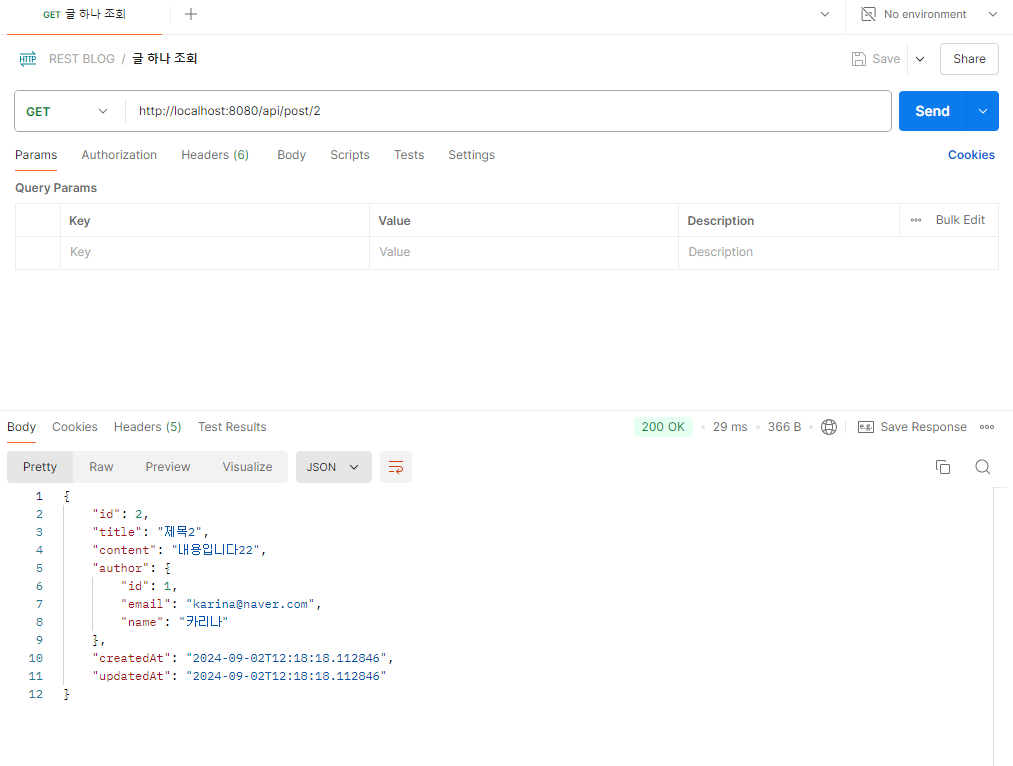 GET 글 하나 조회
No environment
HTTP REST BLOG / 글 하나 조회
Save
Share
GET
http://localhost:8080/api/post/2
Send
Params Authorization Headers (6) Body Scripts Tests Settings
Cookies
Query Params
Key Value Description Bulk Edit
Key Value Description
Body Cookies Headers (5) Test Results
200 OK • 29 ms • 366 B
e.g. Save Response
Pretty Raw Preview Visualize JSON
1 {
2 "id": 2,
3 "title": "제목2",
4 "content": "내용입니다22",
5 "author": {
6 "id": 1,
7 "email": "karina@naver.com",
8 "name": "카리나"
9 },
10 "createdAt": "2024-09-02T12:18:18.112846",
11 "updatedAt": "2024-09-02T12:18:18.112846"
12 }